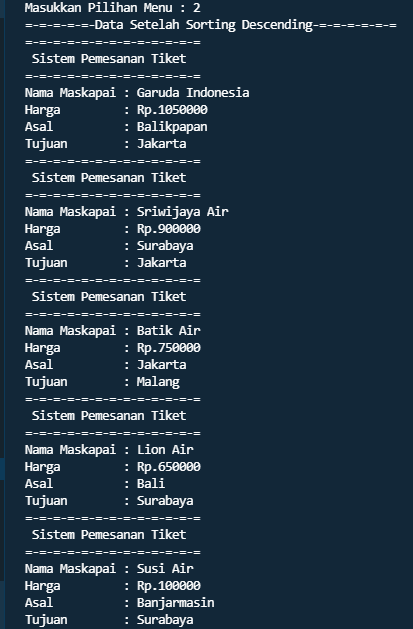 Masukkan Pilihan Menu : 2
=-=-=-=-=-Data Setelah Sorting Descending-=-=-=-=-=-=
=-=-=-=-=-=-=-=-=-=-=-=-=
 Sistem Pemesanan Tiket
=-=-=-=-=-=-=-=-=-=-=-=-=
Nama Maskapai : Garuda Indonesia
Harga         : Rp.1050000
Asal          : Balikpapan
Tujuan        : Jakarta
=-=-=-=-=-=-=-=-=-=-=-=-=
 Sistem Pemesanan Tiket
=-=-=-=-=-=-=-=-=-=-=-=-=
Nama Maskapai : Sriwijaya Air
Harga         : Rp.900000
Asal          : Surabaya
Tujuan        : Jakarta
=-=-=-=-=-=-=-=-=-=-=-=-=
 Sistem Pemesanan Tiket
=-=-=-=-=-=-=-=-=-=-=-=-=
Nama Maskapai : Batik Air
Harga         : Rp.750000
Asal          : Jakarta
Tujuan        : Malang
=-=-=-=-=-=-=-=-=-=-=-=-=
 Sistem Pemesanan Tiket
=-=-=-=-=-=-=-=-=-=-=-=-=
Nama Maskapai : Lion Air
Harga         : Rp.650000
Asal          : Bali
Tujuan        : Surabaya
=-=-=-=-=-=-=-=-=-=-=-=-=
 Sistem Pemesanan Tiket
=-=-=-=-=-=-=-=-=-=-=-=-=
Nama Maskapai : Susi Air
Harga         : Rp.100000
Asal          : Banjarmasin
Tujuan        : Surabaya